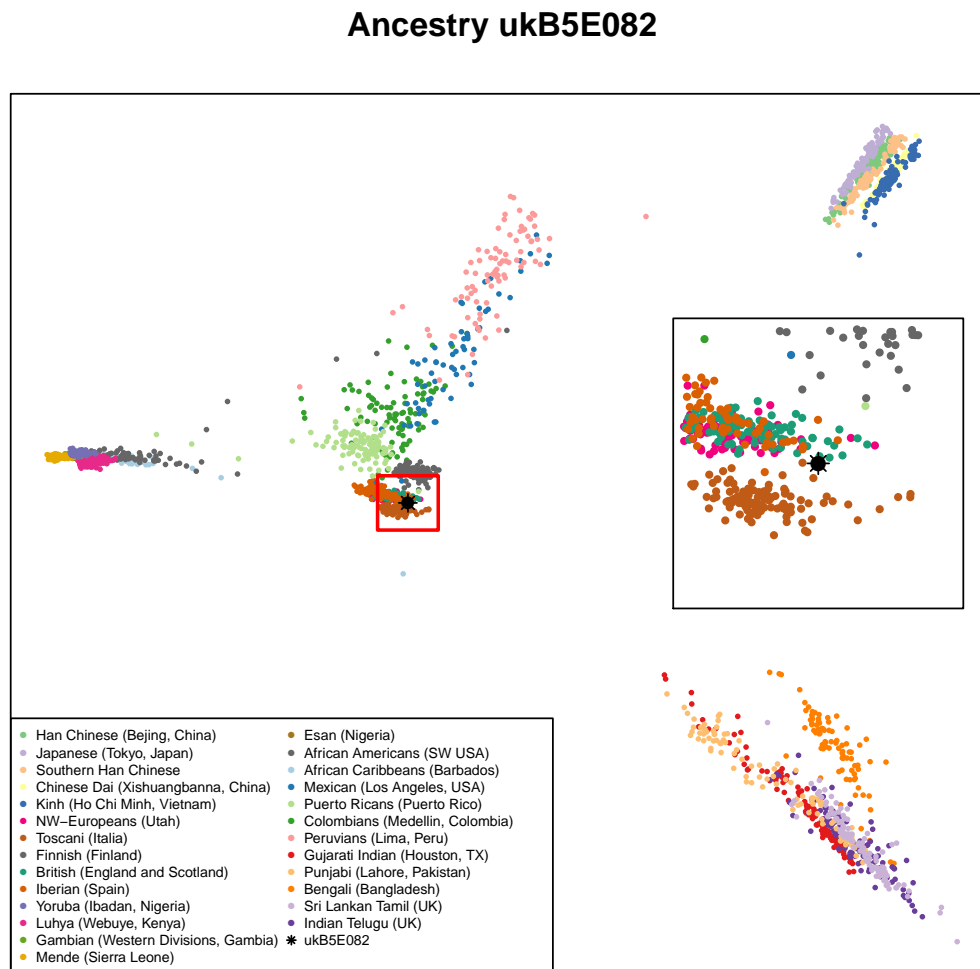 Ancestry ukB5E082
Han Chinese (Bejing, China)
Japanese (Tokyo, Japan)
Southern Han Chinese
Chinese Dai (Xishuangbanna, China)
Kinh (Ho Chi Minh, Vietnam)
NW−Europeans (Utah)
Toscani (Italia)
Finnish (Finland)
British (England and Scotland)
Iberian (Spain)
Yoruba (Ibadan, Nigeria)
Luhya (Webuye, Kenya)
Gambian (Western Divisions, Gambia)
Mende (Sierra Leone)
Esan (Nigeria)
African Americans (SW USA)
African Caribbeans (Barbados)
Mexican (Los Angeles, USA)
Puerto Ricans (Puerto Rico)
Colombians (Medellin, Colombia)
Peruvians (Lima, Peru)
Gujarati Indian (Houston, TX)
Punjabi (Lahore, Pakistan)
Bengali (Bangladesh)
Sri Lankan Tamil (UK)
Indian Telugu (UK)
ukB5E082